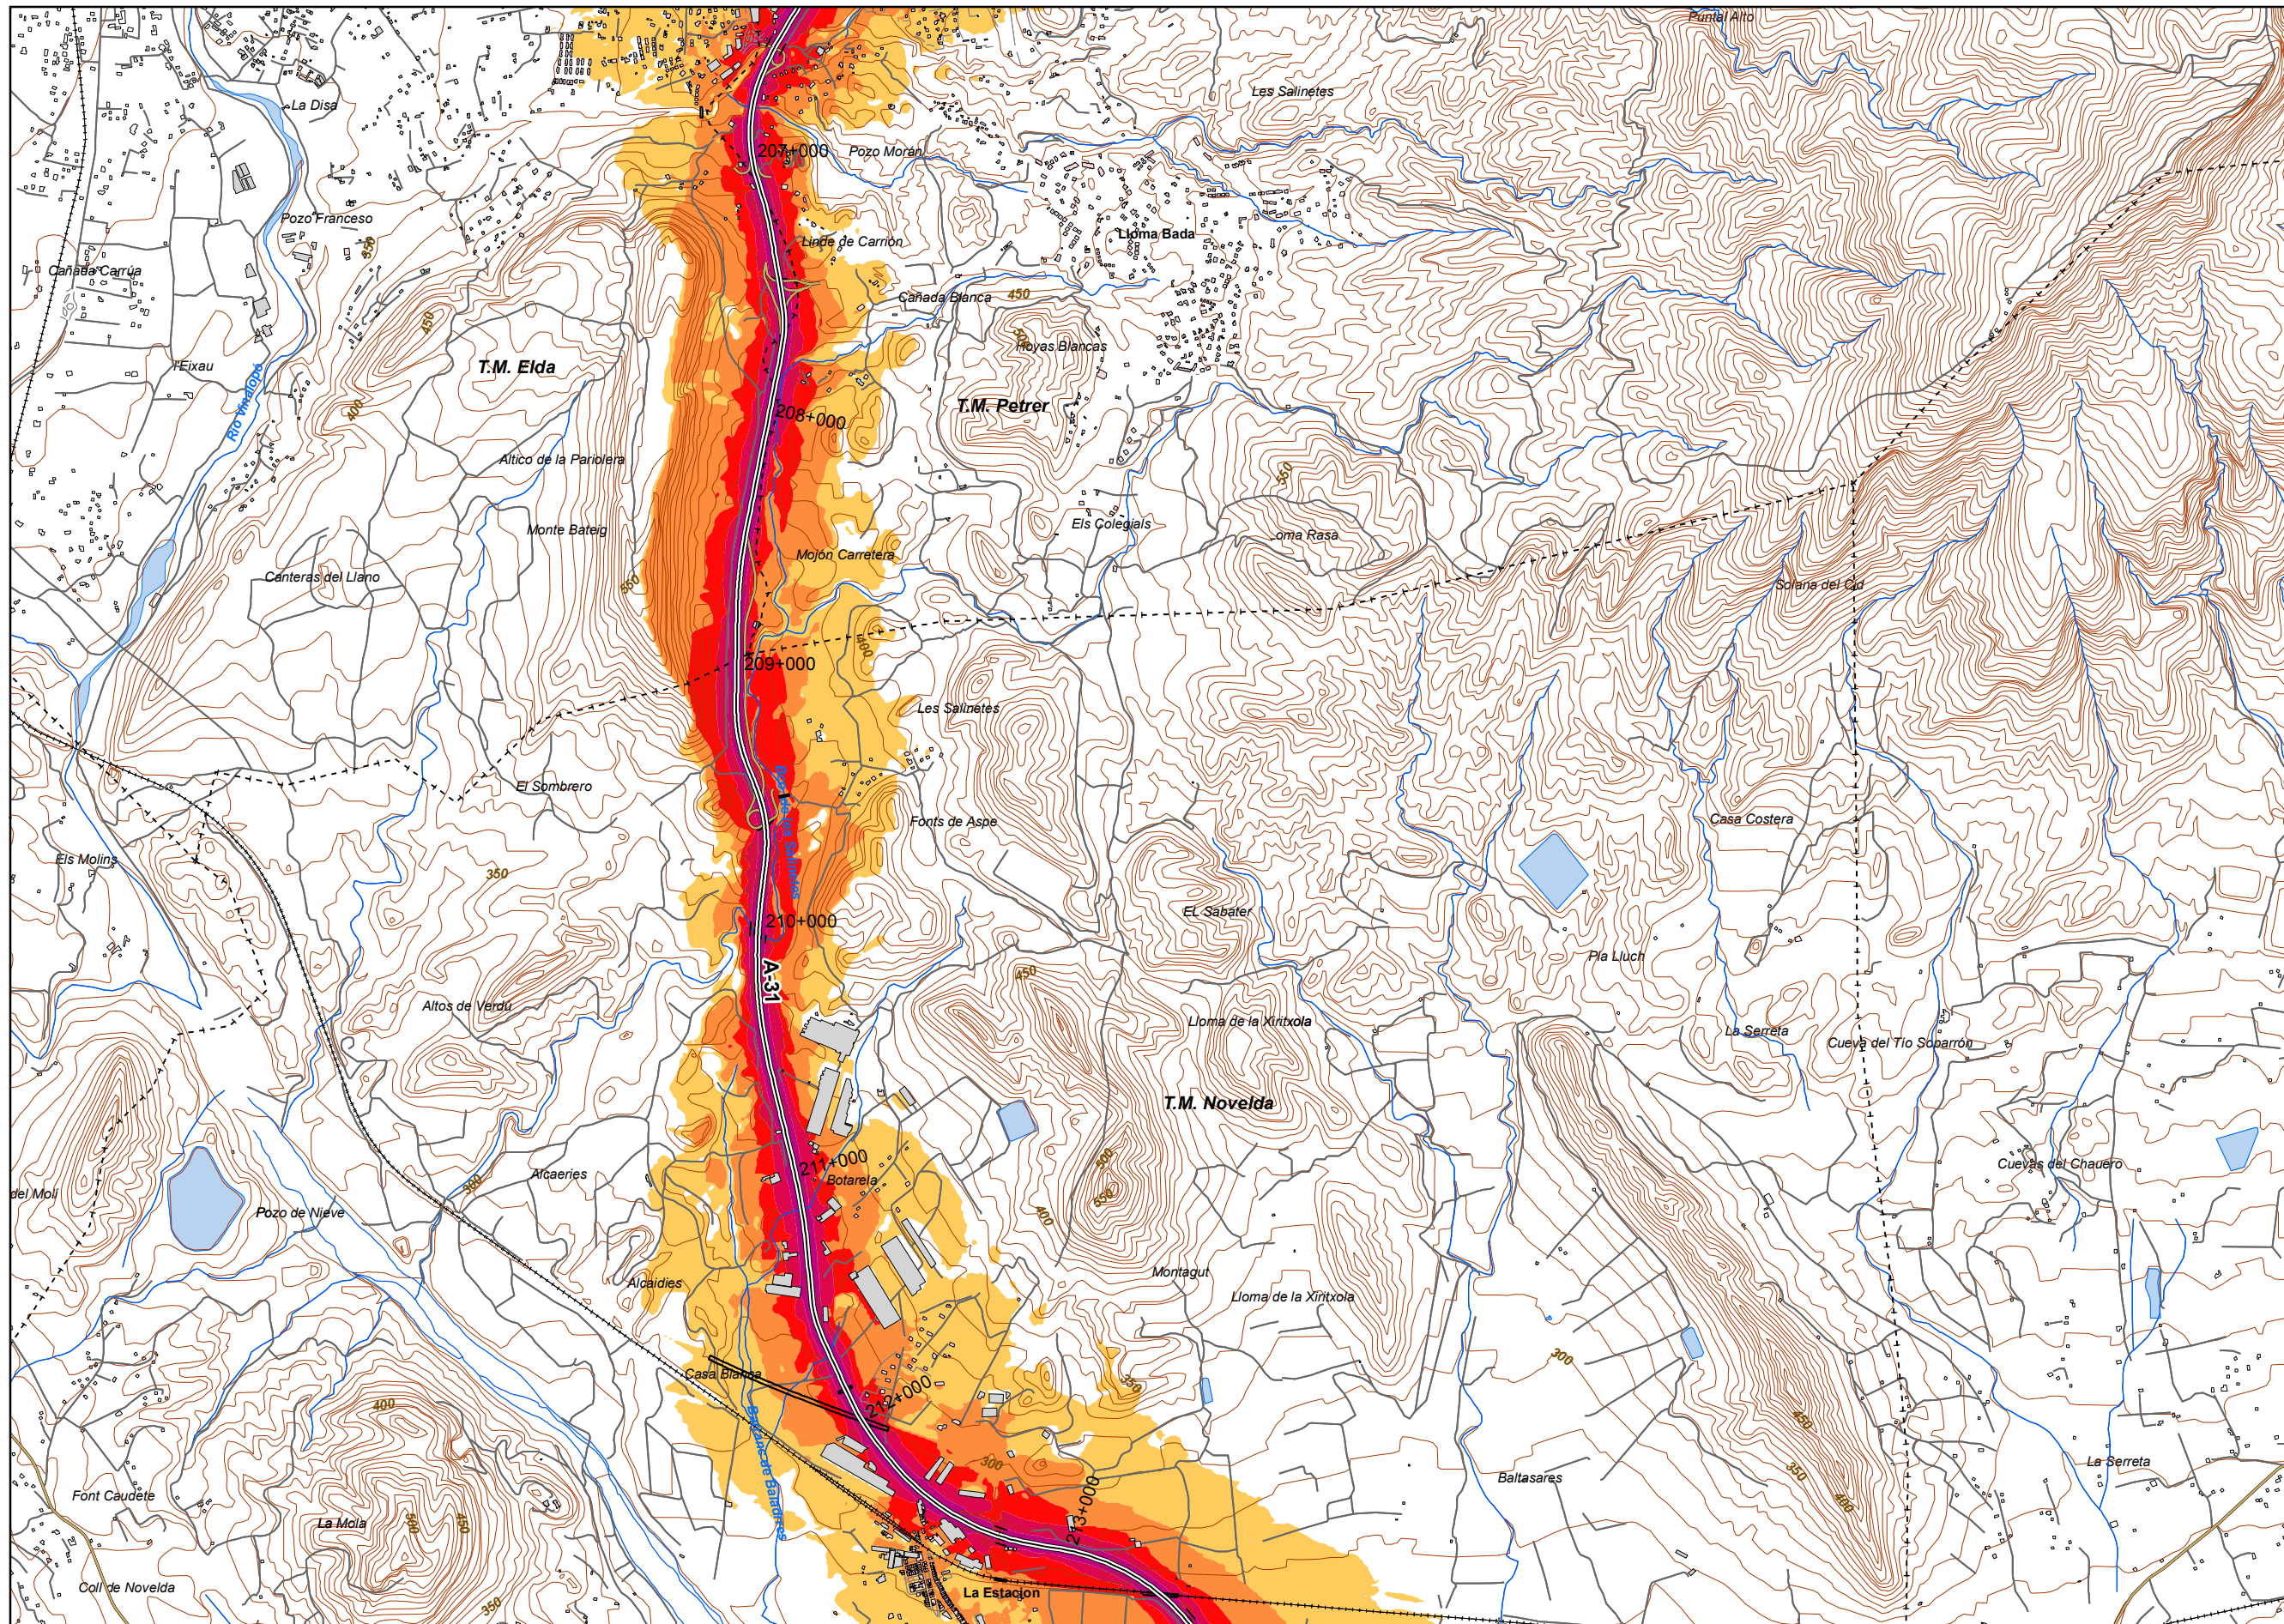 Puntal Alto
Les Salinetes
La Disa
207+000
Pozo Morán
Pozo Franceso
350
Linde de Carrión
Lloma Bada
Cañada Carrúa
Cañada Blanca
450
450
500
Hoyas Blancas
l'Eixau
T.M. Elda
Río Vinalopó
400
T.M. Petrer
208+000
Altico de la Pariolera
550
Monte Bateig
Els Colegials
Loma Rasa
Mojón Carretera
Canteras del Llano
550
Solana del Cid
400
209+000
Les Salinetes
El Sombrero
Fonts de Aspe
Casa Costera
Els Molins
350
210+000
EL Sabater
A-31
450
Pla Lluch
Altos de Verdú
Lloma de la Xiritxola
La Serreta
Cueva del Tío Soparrón
T.M. Novelda
211+000
500
Cuevas del Chauero
Alcaeries
Botarela
300
del Molí
550
Pozo de Nieve
400
Montagut
Alcaidies
Lloma de la Xiritxola
300
Casa Blanca
350
212+000
400
450
Barranc de Baladres
300
350
La Serreta
Baltasares
Font Caudete
400
213+000
La Mola
500
450
Coll de Novelda
La Estacion
350